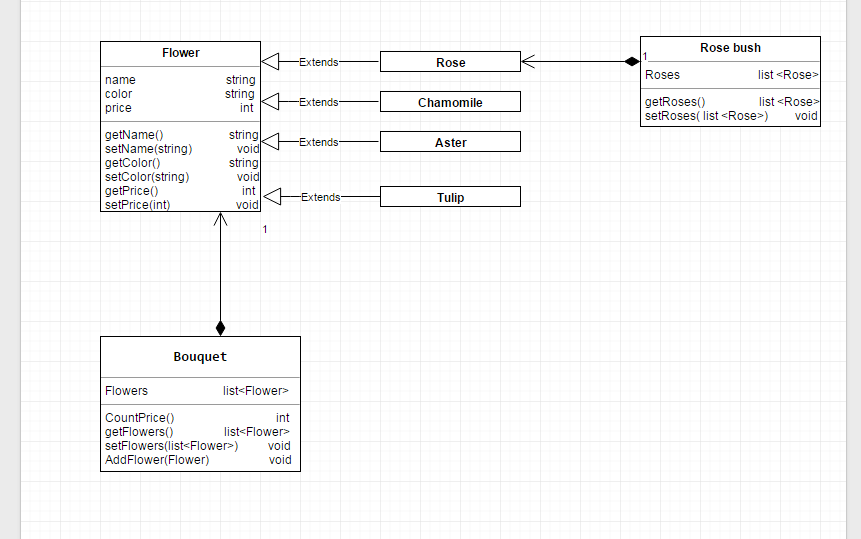 Flower
name string
color string
price int
getName() string
setName(string) void
getColor() string
setColor(string) void
getPrice() int
setPrice(int) void
Extends
Rose
Extends
Chamomile
Extends
Aster
Extends
Tulip
1
Rose bush
Roses list <Rose>
getRoses() list <Rose>
setRoses( list <Rose>) void
1
Bouquet
Flowers list<Flower>
CountPrice() int
getFlowers() list<Flower>
setFlowers(list<Flower>) void
AddFlower(Flower) void